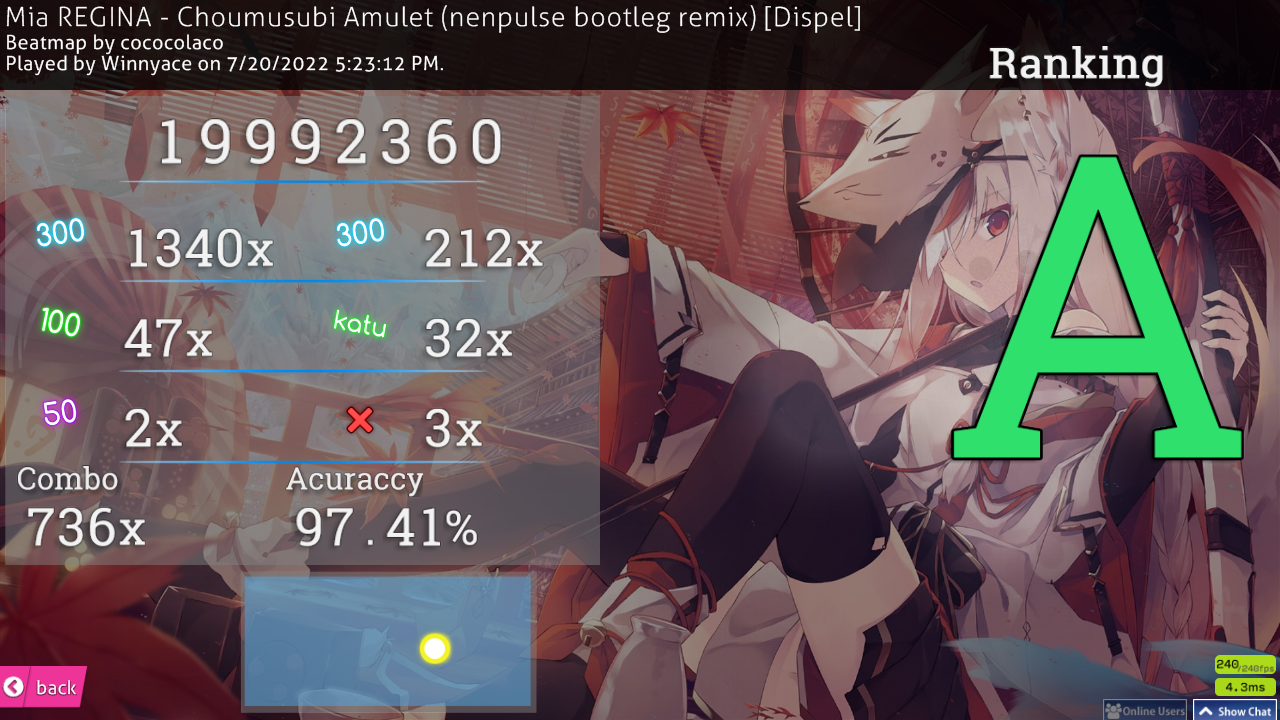 Mia REGINA - Choumusubi Amulet (nenpulse bootleg remix) [Dispel]
Beatmap by cococolaco
Played by Winnyace on 7/20/2022 5:23:12 PM.
Ranking
19992360
300 1340x 300 212x
100 47x katu 32x
50 2x 3x
Combo Acuraccy
736x 97.41%
A
back
240/240fps
4.3ms
Online Users Show Chat